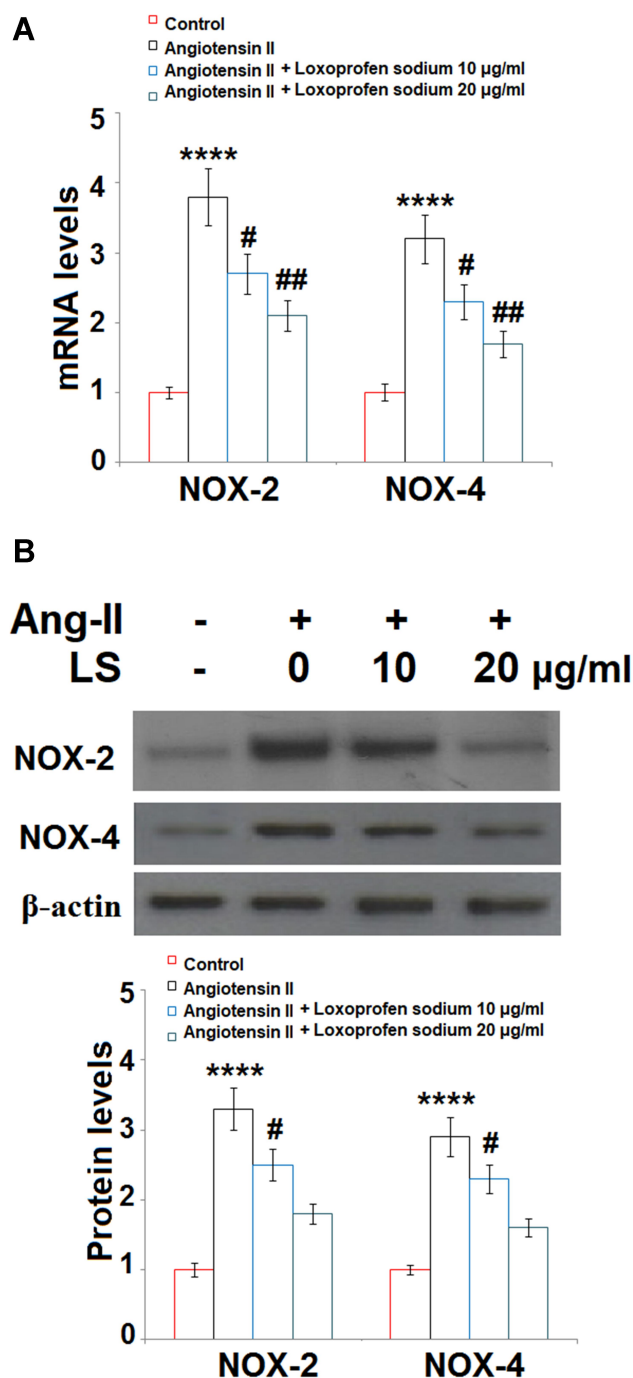 A
Control
Angiotensin II
Angiotensin II + Loxoprofen sodium 10 µg/ml
Angiotensin II + Loxoprofen sodium 20 µg/ml
mRNA levels
5
4
3
2
1
0
**** # ##
**** # ##
NOX-2 NOX-4
B
Ang-II - + + +
LS - 0 10 20 µg/ml
NOX-2
NOX-4
β-actin
Control
Angiotensin II
Angiotensin II + Loxoprofen sodium 10 µg/ml
Angiotensin II + Loxoprofen sodium 20 µg/ml
Protein levels
5
4
3
2
1
0
**** #
**** #
NOX-2 NOX-4